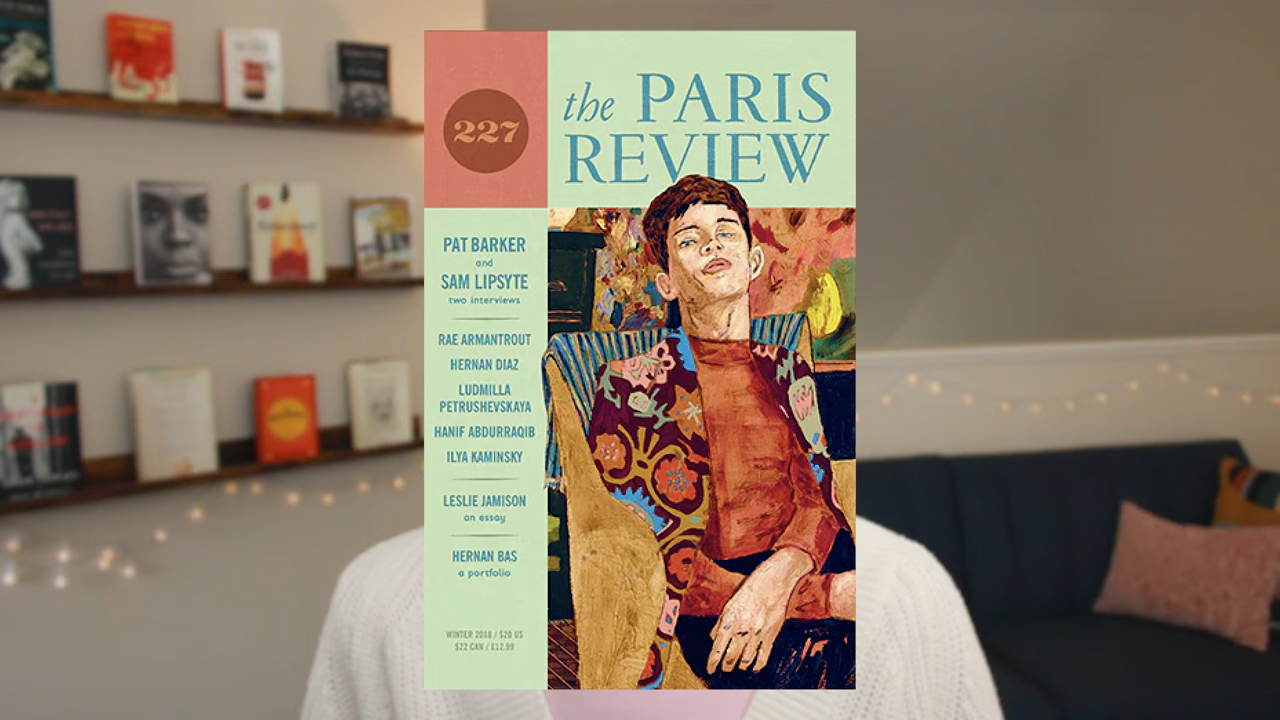 227
the PARIS
REVIEW
PAT BARKER
and
SAM LIPSYTE
two interviews
RAE ARMANTROUT
HERNAN DIAZ
LUDMILLA
PETRUSHEVSKAYA
HANIF ABDURRAQIB
ILYA KAMINSKY
LESLIE JAMISON
an essay
HERNAN BAS
a portfolio
WINTER 2018 / $20 US
$22 CAN / £12.99